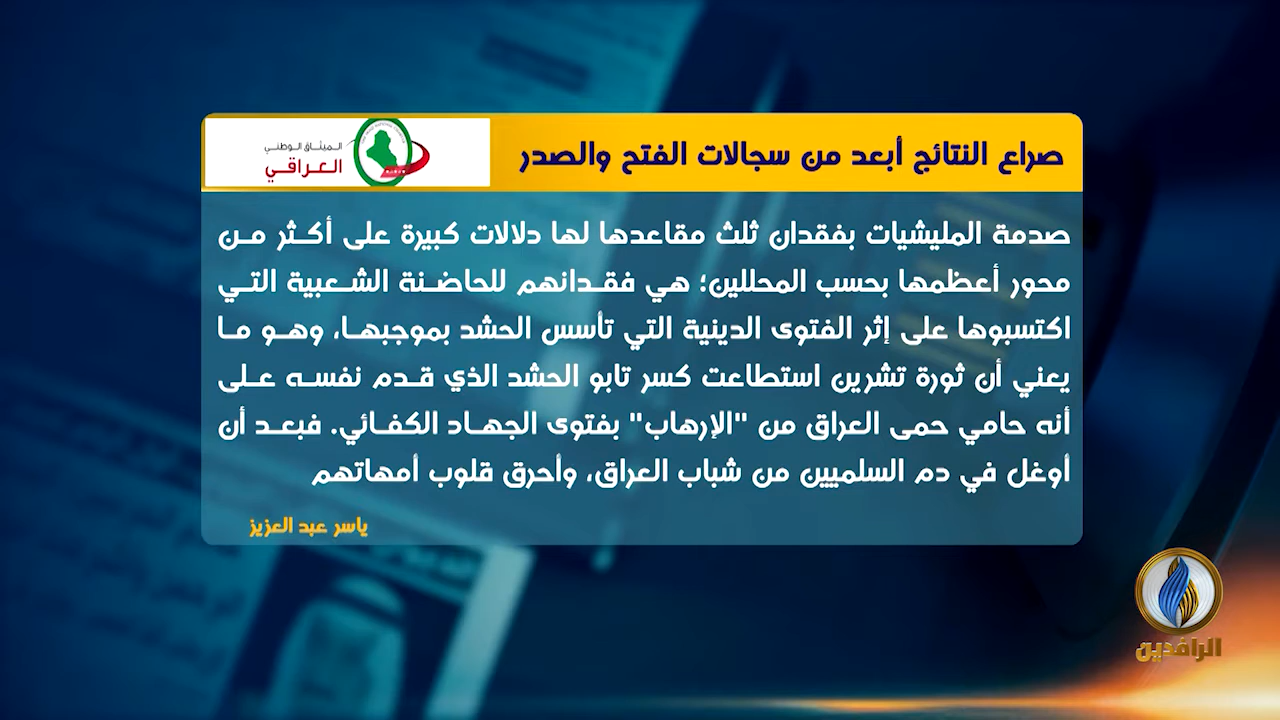 صراع النتائج أبعد من سجالات الفتح والصدر
الميثاق الوطني
العراقي
صدمة المليشيات بفقدان ثلث مقاعدها لها دلالات كبيرة على أكثر من
محور أعظمها بحسب المحللين؛ هي فقدانهم للحاضنة الشعبية التي
اكتسبوها على إثر الفتوى الدينية التي تأسس الحشد بموجبها، وهو ما
يعني أن ثورة تشرين استطاعت كسر تابو الحشد الذي قدم نفسه على
أنه حامي حمى العراق من "الإرهاب" بفتوى الجهاد الكفائي. فبعد أن
أوغل في دم السلميين من شباب العراق، وأحرق قلوب أمهاتهم
ياسر عبد العزيز
الرافدين